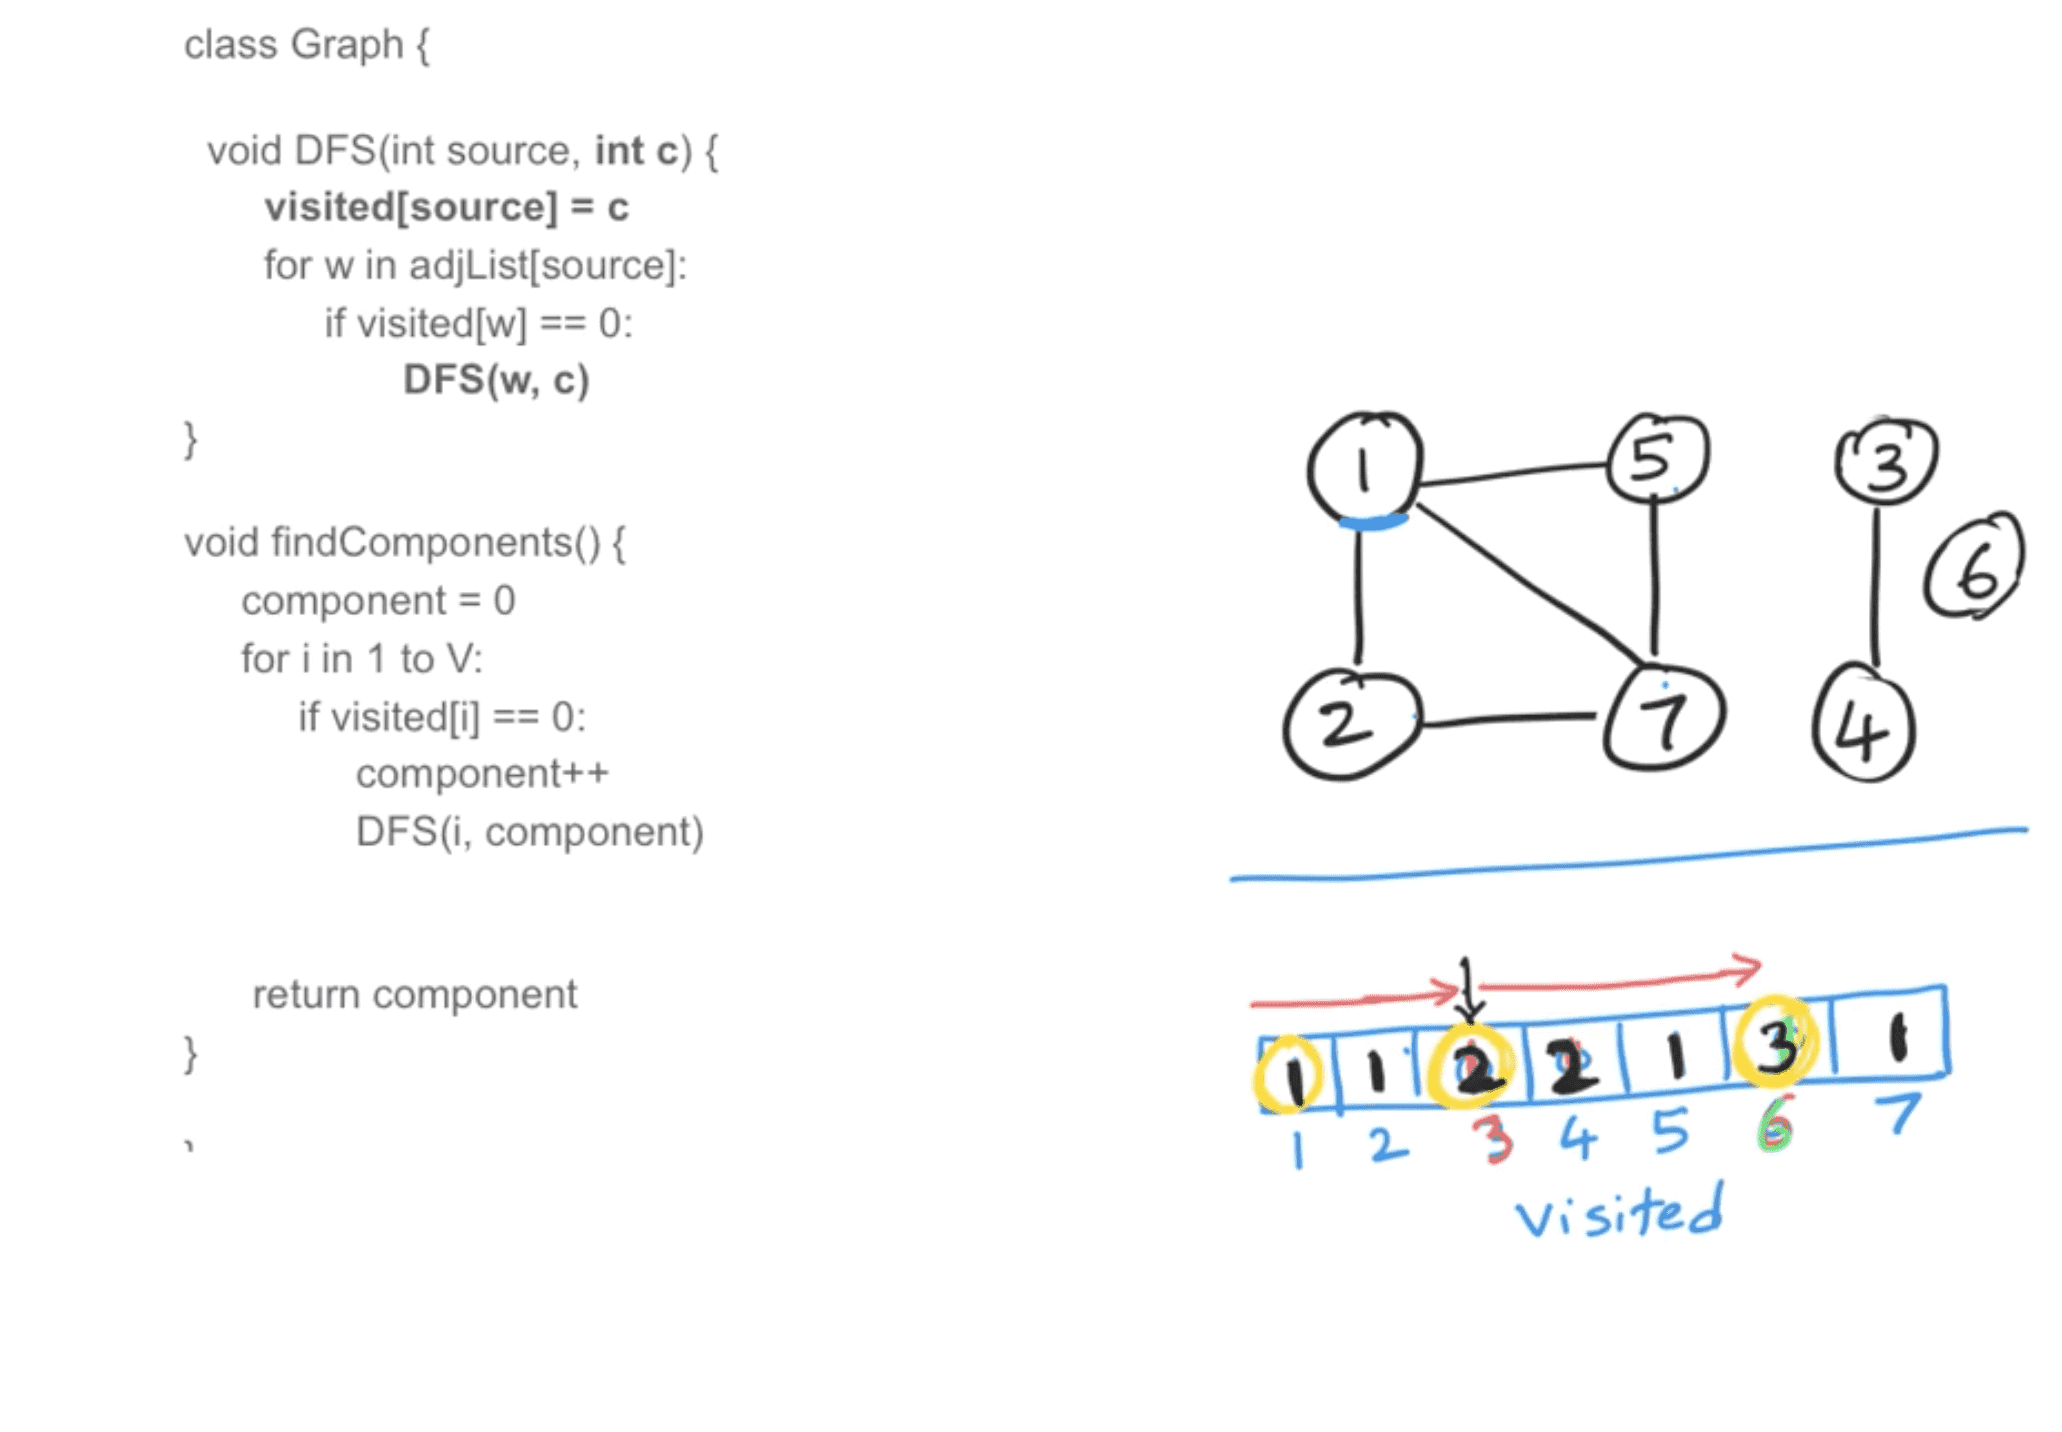 class Graph {
void DFS(int source, int c) {
visited[source] = c
for w in adjList[source]:
if visited[w] == 0:
DFS(w, c)
}
void findComponents() {
component = 0
for i in 1 to V:
if visited[i] == 0:
component++
DFS(i, component)
return component
}
1 5 3
6
2 7 4
1 1 2 2 1 3 1
1 2 3 4 5 6 7
visited